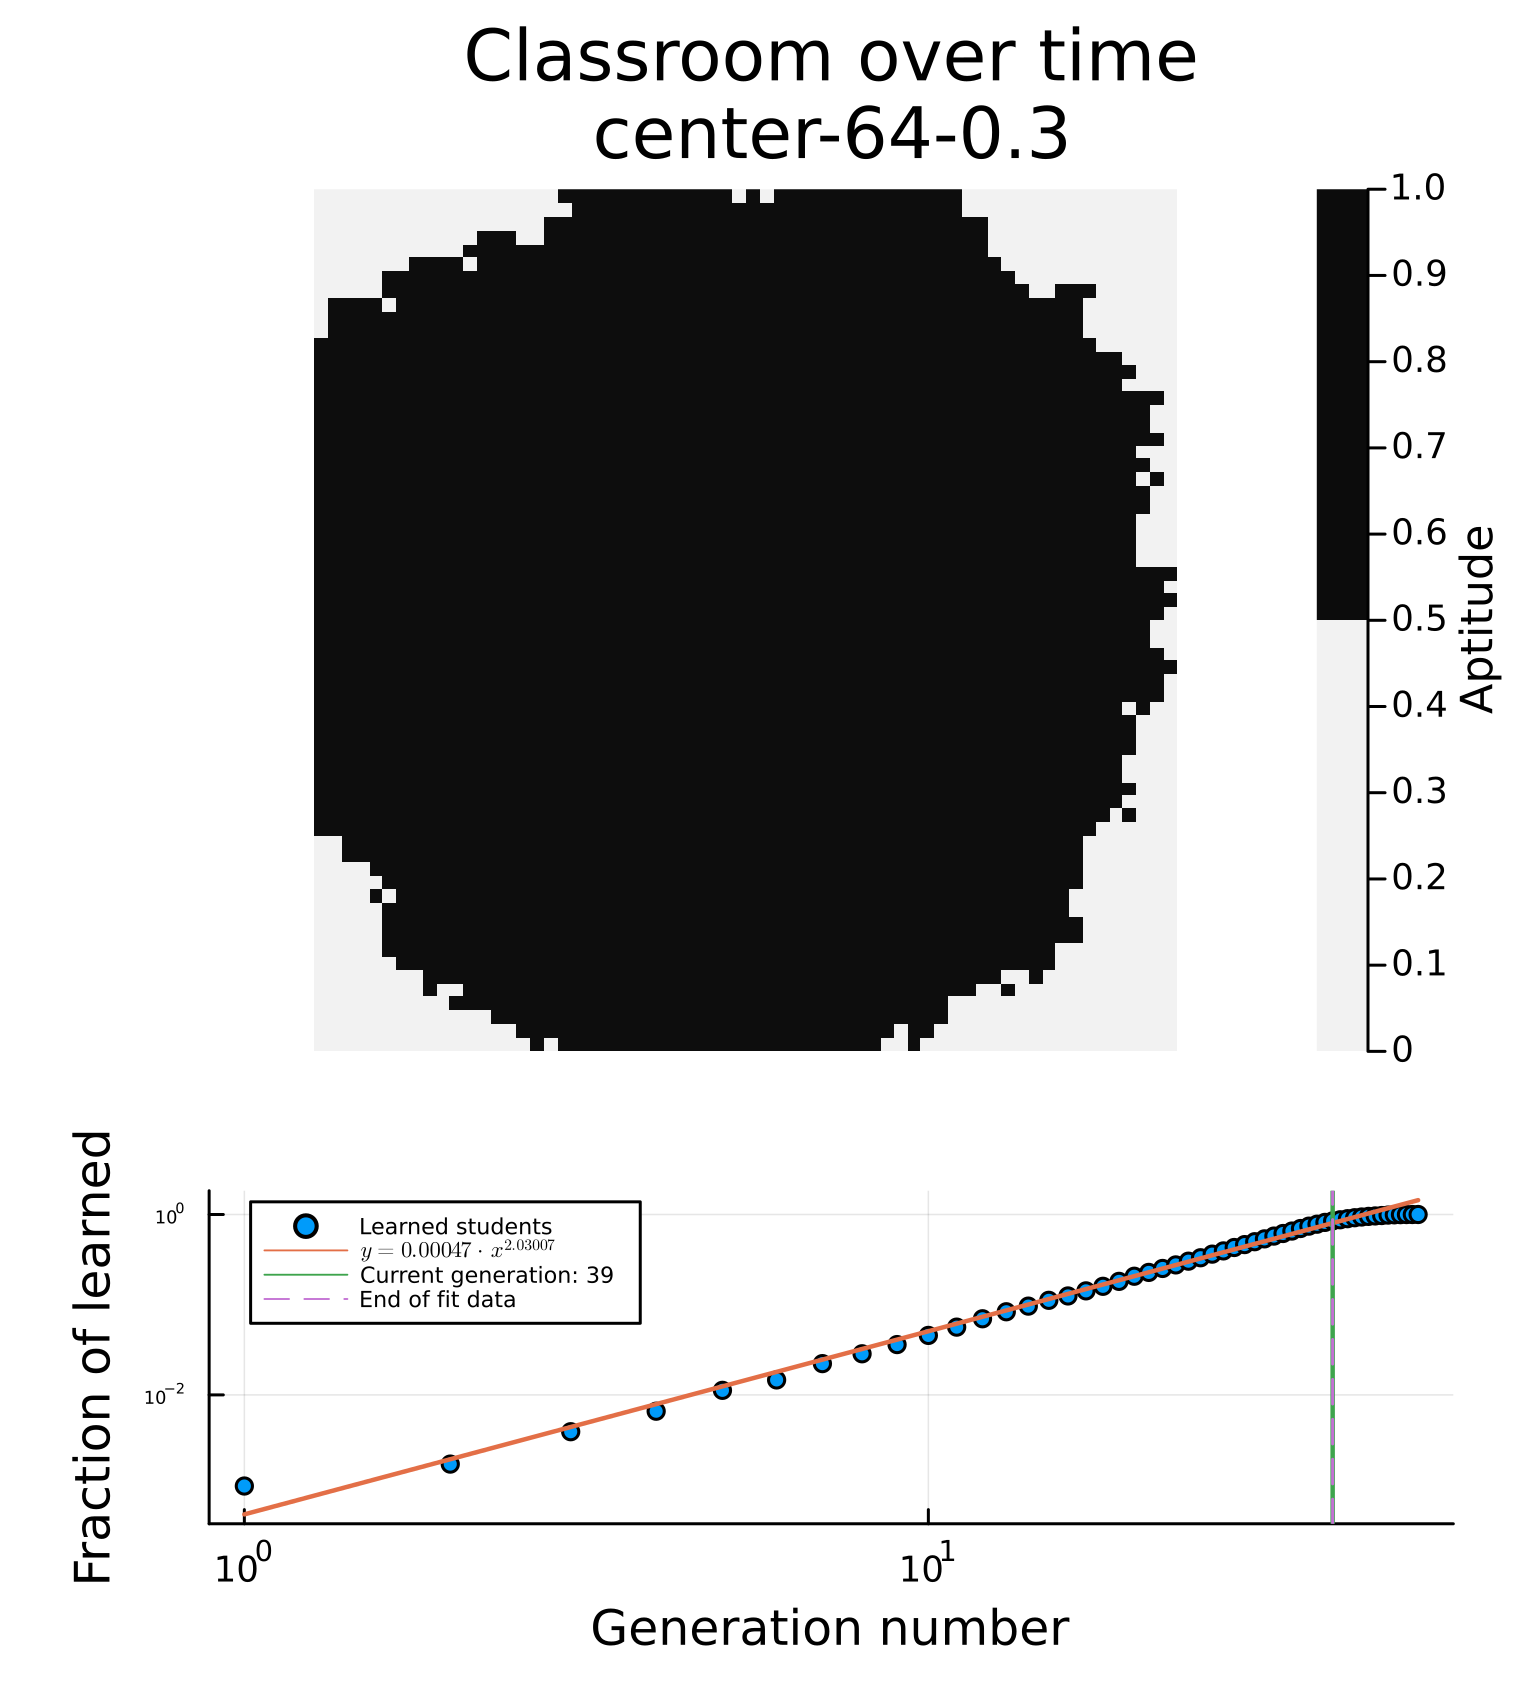 Classroom over time
center-64-0.3
1.0
0.9
0.8
0.7
0.6
0.5
0.4
0.3
0.2
0.1
0
Aptitude
Fraction of learned
10^0
10^−2
Learned students
y = 0.00047 · x^2.03007
Current generation: 39
End of fit data
10^0
10^1
Generation number